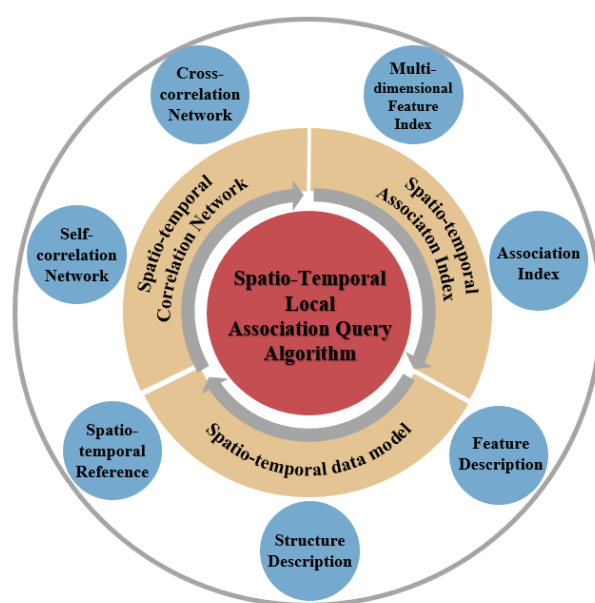 Cross-
correlation
Network
Multi-
dimensional
Feature
Index
Self-
correlation
Network
Association
Index
Spatio-temporal
Correlation Network
Spatio-temporal
Associaton Index
Spatio-Temporal
Local
Association Query
Algorithm
Spatio-temporal data model
Spatio-
temporal
Reference
Feature
Description
Structure
Description